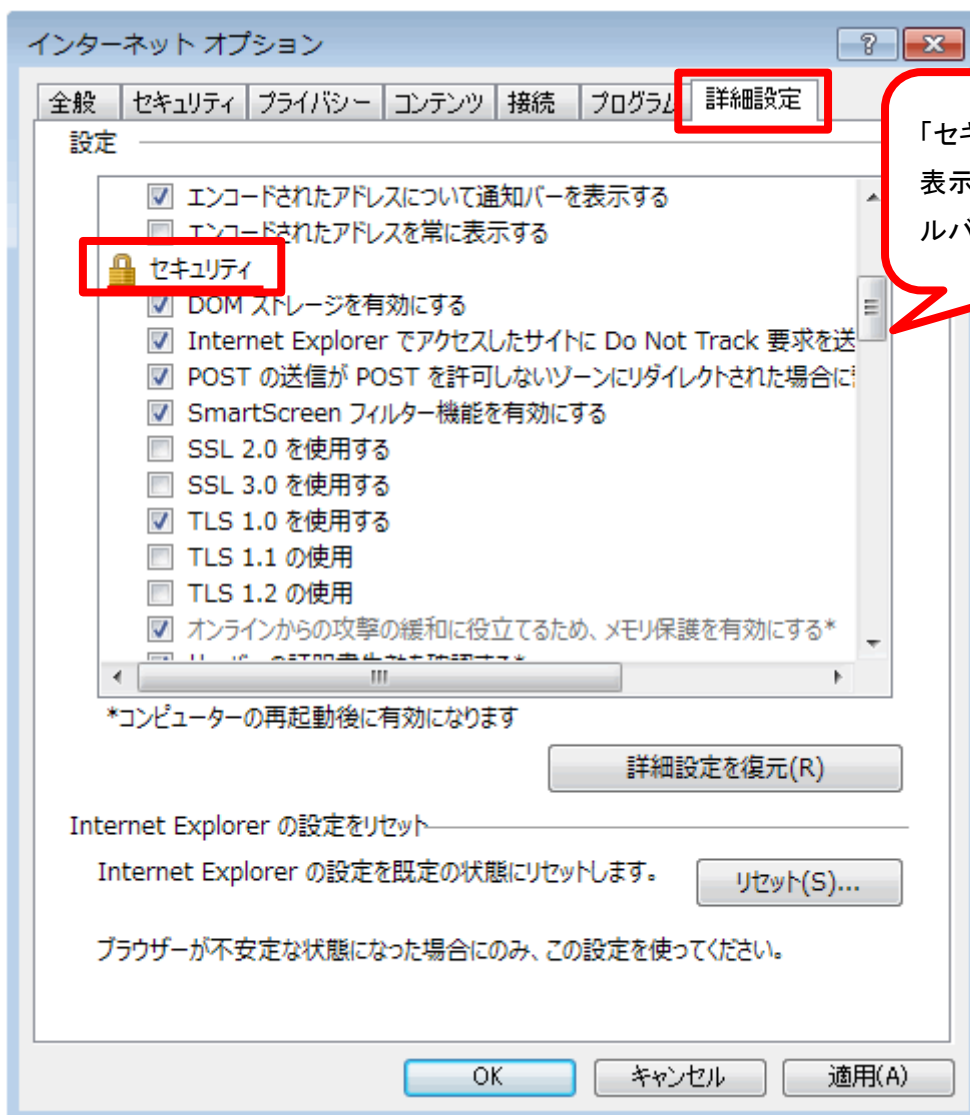 インターネット オプション
全般 セキュリティ プライバシー コンテンツ 接続 プログラム 詳細設定
設定
エンコードされたアドレスについて通知バーを表示する
エンコードされたアドレスを常に表示する
セキュリティ
DOM ストレージを有効にする
Internet Explorer でアクセスしたサイトに Do Not Track 要求を送
POST の送信が POST を許可しないゾーンにリダイレクトされた場合に
SmartScreen フィルター機能を有効にする
SSL 2.0 を使用する
SSL 3.0 を使用する
TLS 1.0 を使用する
TLS 1.1 の使用
TLS 1.2 の使用
オンラインからの攻撃の緩和に役立てるため、メモリ保護を有効にする*
*コンピューターの再起動後に有効になります
詳細設定を復元(R)
Internet Explorer の設定をリセット
Internet Explorer の設定を既定の状態にリセットします。
リセット(S)...
ブラウザーが不安定な状態になった場合にのみ、この設定を使ってください。
OK キャンセル 適用(A)
「セキ
表示
ルバ